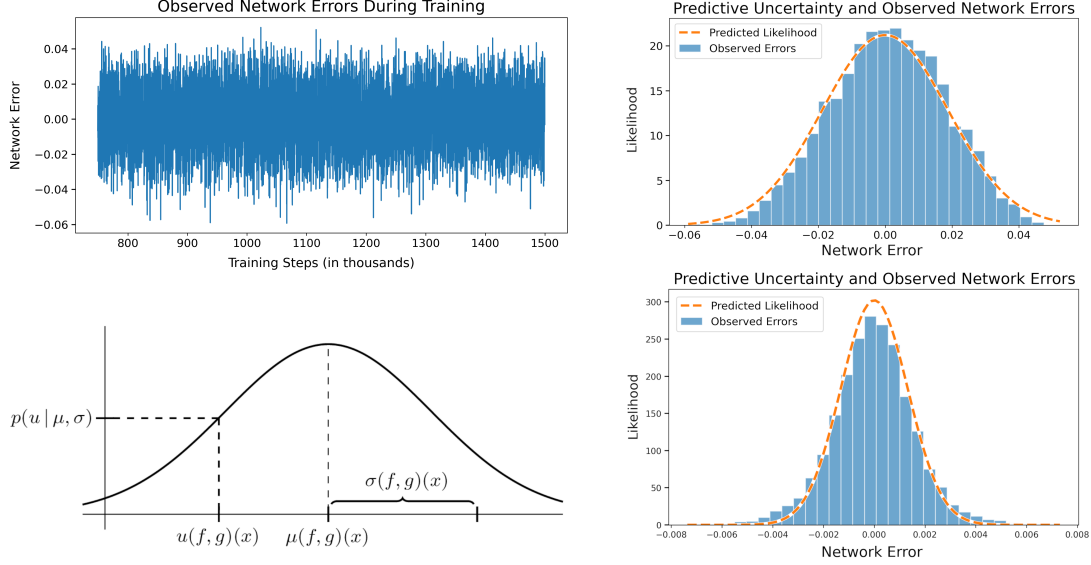 Observed Network Errors During Training
Network Error
0.04
0.02
0.00
−0.02
−0.04
−0.06
800
900
1000
1100
1200
1300
1400
1500
Training Steps (in thousands)
Predictive Uncertainty and Observed Network Errors
Predicted Likelihood
Observed Errors
Likelihood
20
15
10
5
0
−0.06
−0.04
−0.02
0.00
0.02
0.04
Network Error
p(u | μ, σ)
σ(f, g)(x)
u(f, g)(x)
μ(f, g)(x)
Predictive Uncertainty and Observed Network Errors
Predicted Likelihood
Observed Errors
Likelihood
300
250
200
150
100
50
0
−0.008
−0.006
−0.004
−0.002
0.000
0.002
0.004
0.006
0.008
Network Error